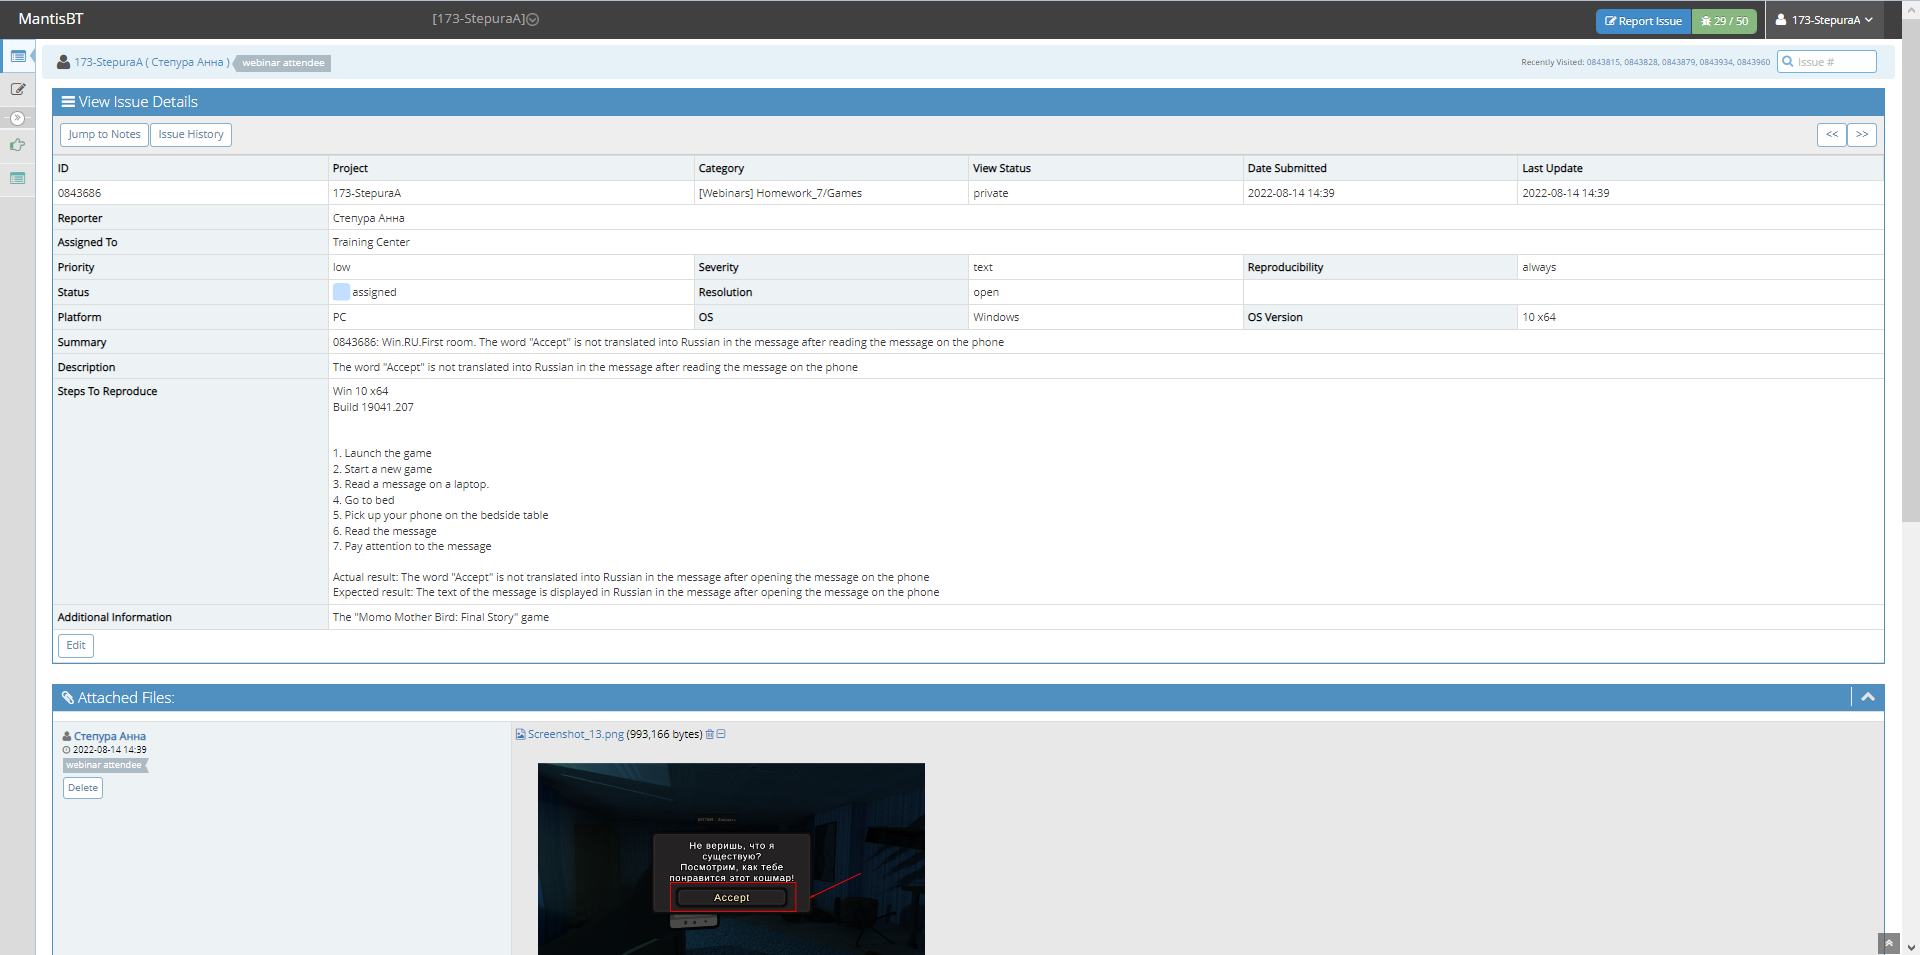 MantisBT
[173-StepuraA]
Report Issue
29 / 50
173-StepuraA
173-StepuraA ( Степура Анна )
webinar attendee
Recently Visited: 0843815, 0843828, 0843879, 0843934, 0843960
Issue #
View Issue Details
Jump to Notes
Issue History
<<
>>
ID Project Category View Status Date Submitted Last Update
0843686 173-StepuraA [Webinars] Homework_7/Games private 2022-08-14 14:39 2022-08-14 14:39
Reporter Степура Анна
Assigned To Training Center
Priority low Severity text Reproducibility always
Status assigned Resolution open
Platform PC OS Windows OS Version 10 x64
Summary 0843686: Win.RU.First room. The word "Accept" is not translated into Russian in the message after reading the message on the phone
Description The word "Accept" is not translated into Russian in the message after reading the message on the phone
Steps To Reproduce Win 10 x64
Build 19041.207
1. Launch the game
2. Start a new game
3. Read a message on a laptop.
4. Go to bed
5. Pick up your phone on the bedside table
6. Read the message
7. Pay attention to the message
Actual result: The word "Accept" is not translated into Russian in the message after opening the message on the phone
Expected result: The text of the message is displayed in Russian in the message after opening the message on the phone
Additional Information The "Momo Mother Bird: Final Story" game
Edit
Attached Files:
Степура Анна
2022-08-14 14:39
webinar attendee
Delete
Screenshot_13.png (993,166 bytes)
Не веришь, что я
существую?
Посмотрим, как тебе
понравится этот кошмар!
Accept